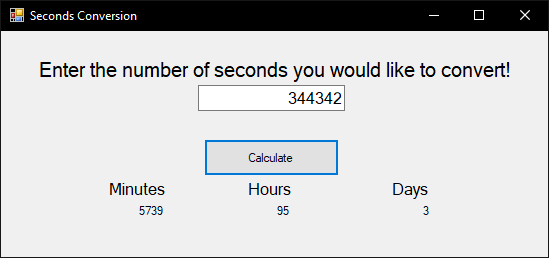 Seconds Conversion
Enter the number of seconds you would like to convert!
344342
Calculate
Minutes Hours Days
5739 95 3